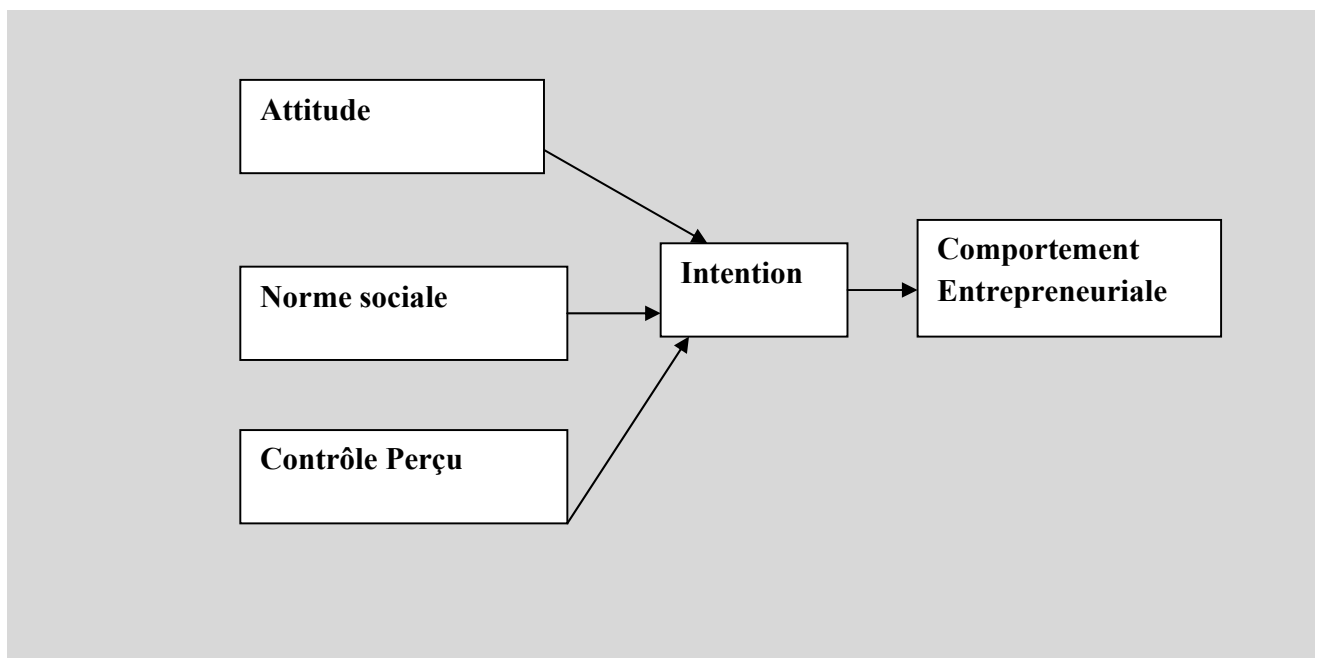 Attitude
Norme sociale
Contrôle Perçu
Intention
Comportement
Entrepreneuriale